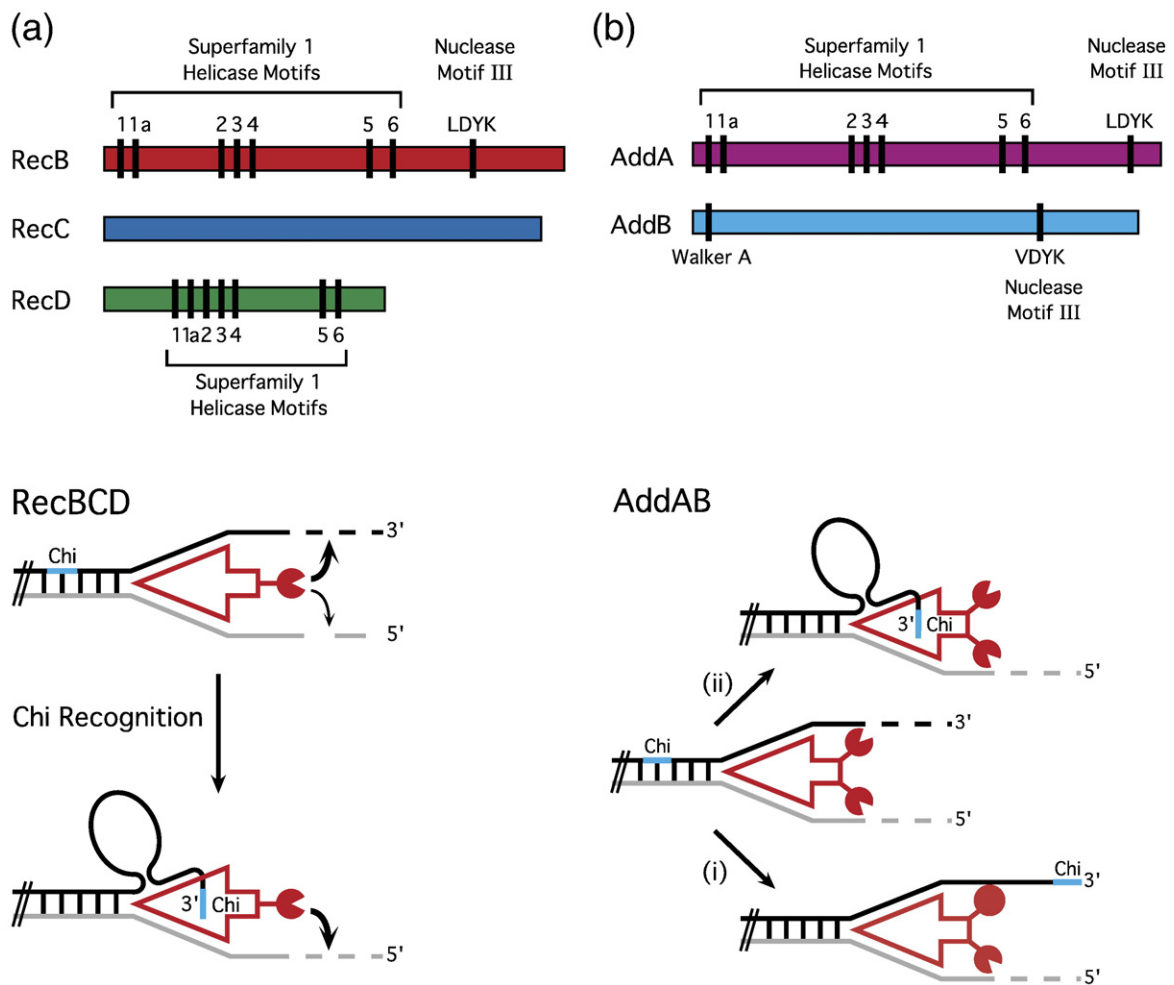 (a)
Superfamily 1
Helicase Motifs
Nuclease
Motif III
1 1a 2 3 4 5 6 LDYK
RecB
RecC
RecD
1 1a 2 3 4 5 6
Superfamily 1
Helicase Motifs
(b)
Superfamily 1
Helicase Motifs
Nuclease
Motif III
1 1a 2 3 4 5 6 LDYK
AddA
AddB
Walker A VDYK
Nuclease
Motif III
RecBCD
3'
Chi
5'
Chi Recognition
3' Chi
5'
AddAB
3' Chi
5'
(ii)
3'
Chi
5'
(i)
Chi 3'
5'